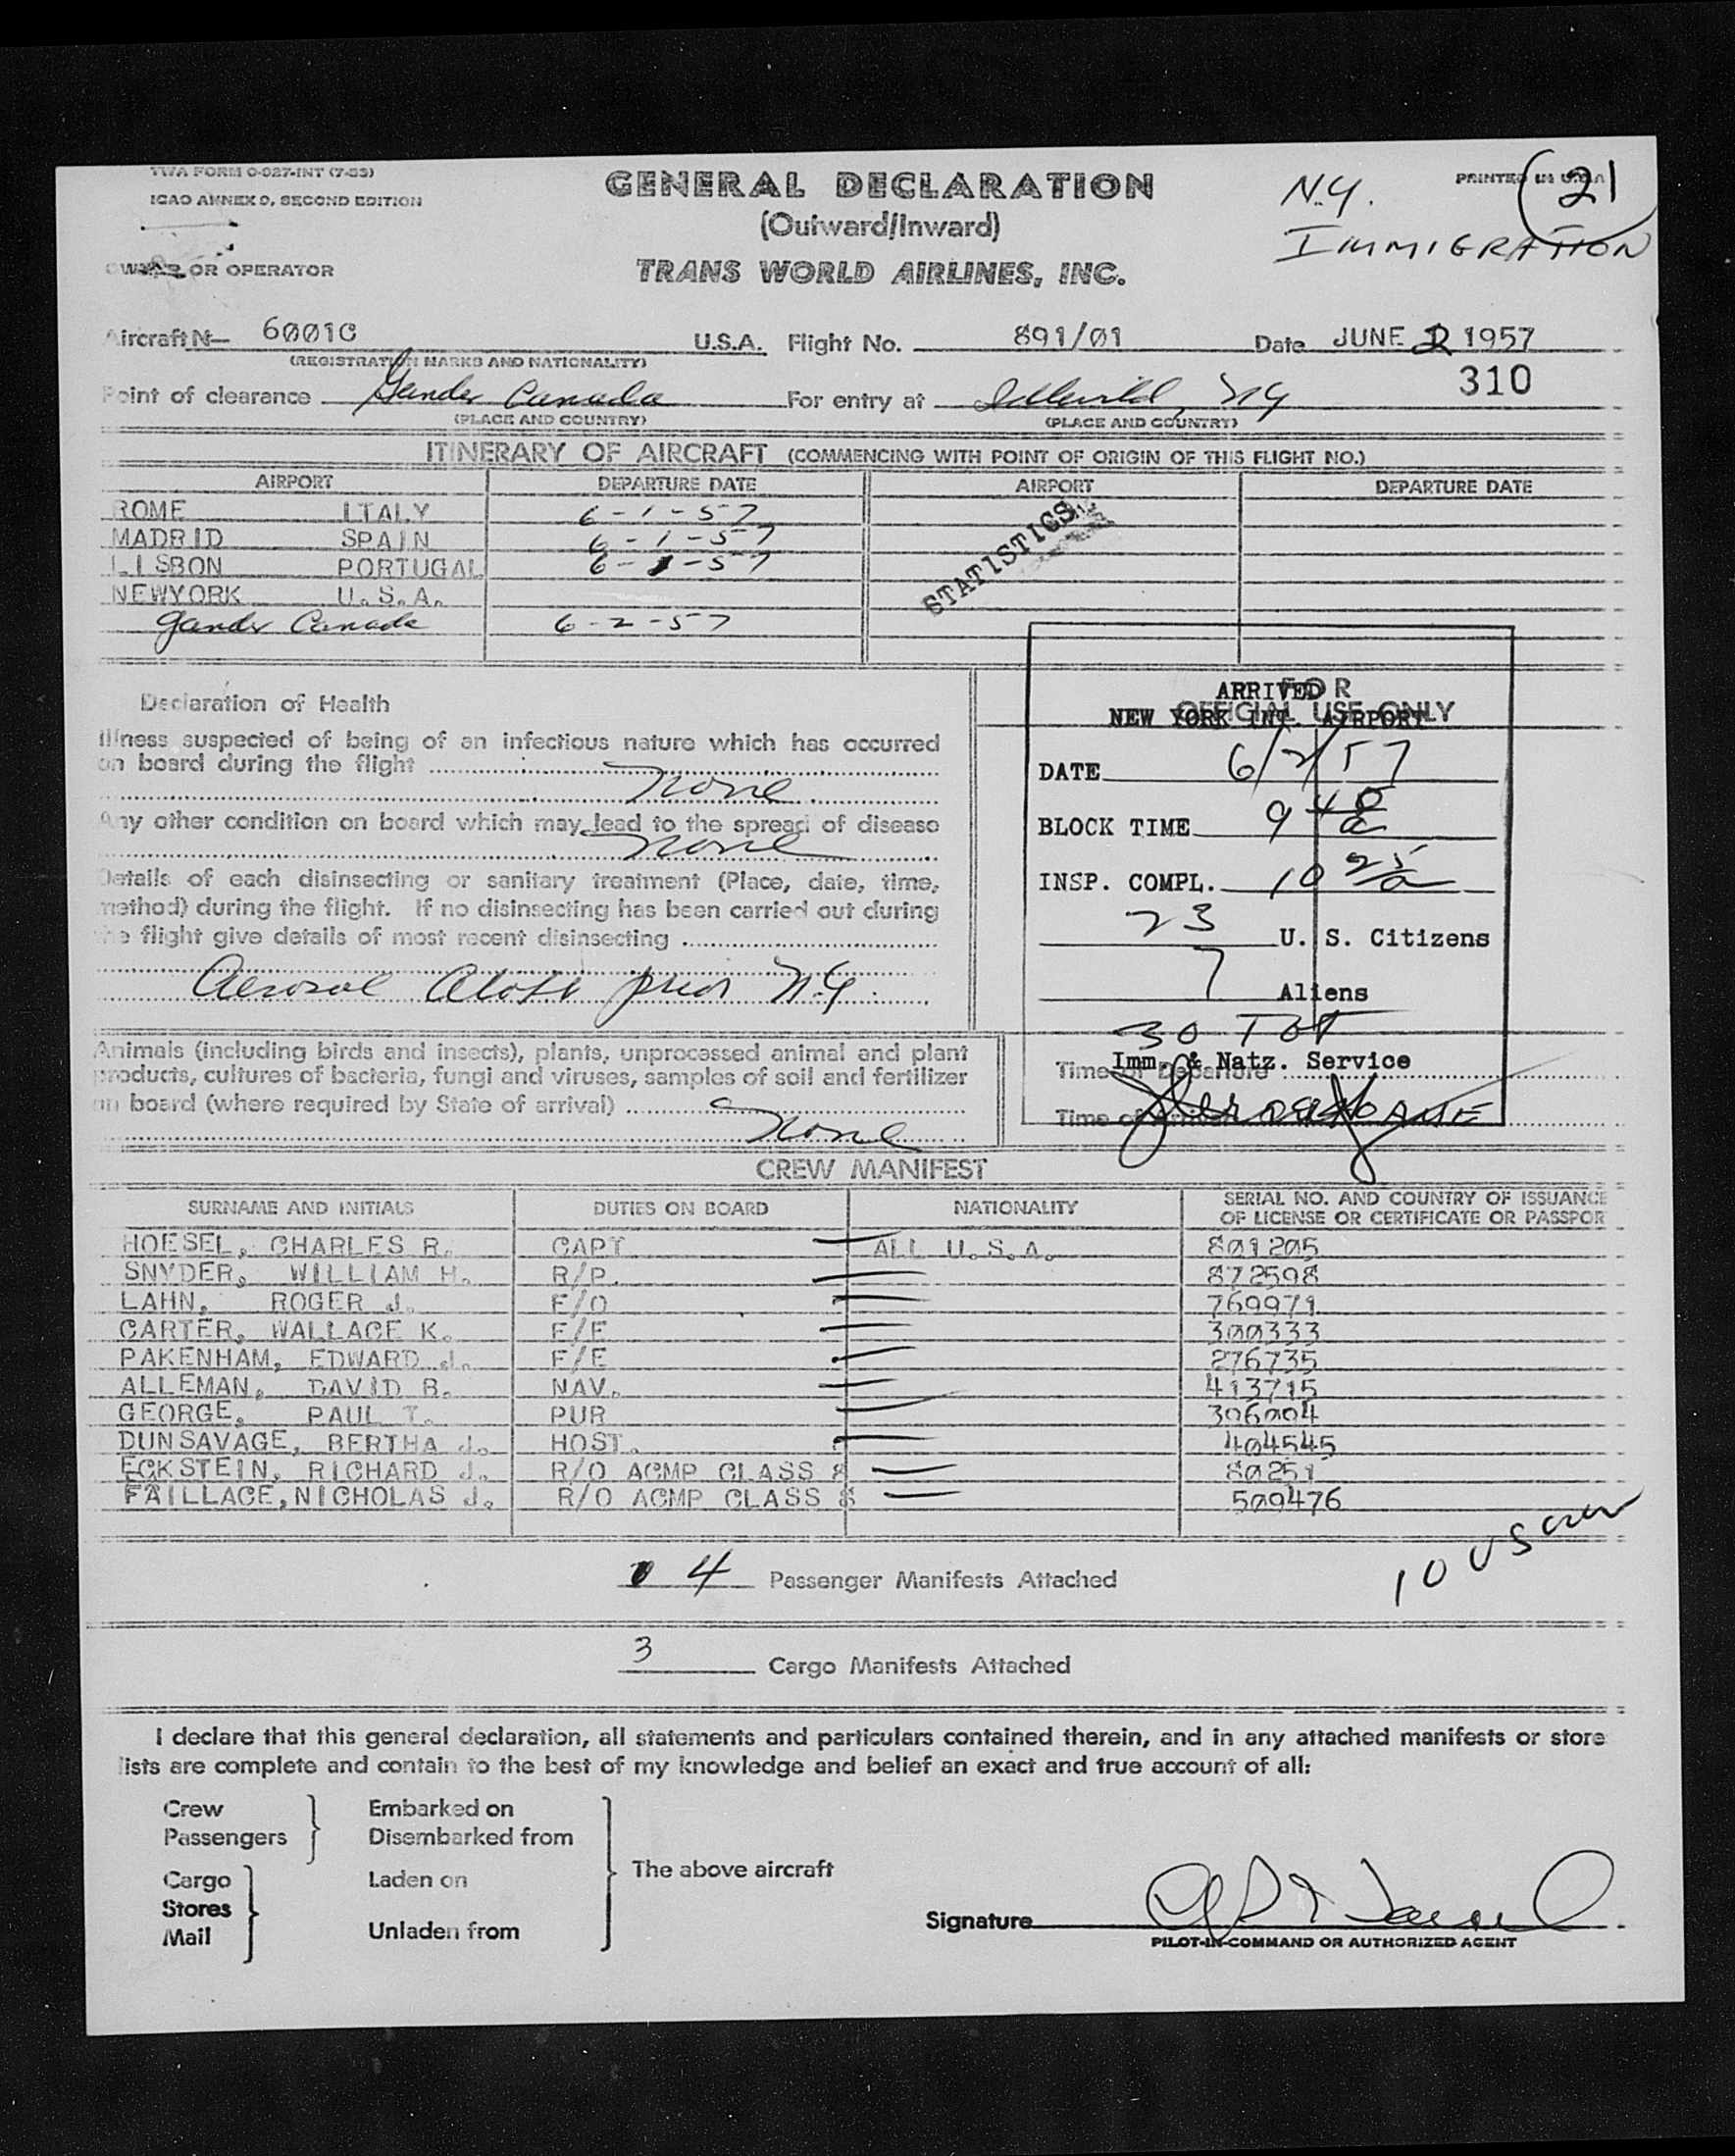 TWA FORM O-027-INT (7-53)
ICAO ANNEX 9, SECOND EDITION
OWNER OR OPERATOR
GENERAL DECLARATION
(Outward/Inward)
TRANS WORLD AIRLINES, INC.
N.Y.
IMMIGRATION
PRINTED IN U.S.A.
21
Aircraft N— 6001C U.S.A. Flight No. 891/01 Date JUNE 2 1957
(REGISTRATION MARKS AND NATIONALITY)
310
Point of clearance Gander Canada For entry at Idlewild, NY
(PLACE AND COUNTRY) (PLACE AND COUNTRY)
ITINERARY OF AIRCRAFT (COMMENCING WITH POINT OF ORIGIN OF THIS FLIGHT NO.)
AIRPORT DEPARTURE DATE AIRPORT DEPARTURE DATE
ROME ITALY 6-1-57
MADRID SPAIN 6-1-57
LISBON PORTUGAL 6-1-57
NEWYORK U.S.A.
Gander Canada 6-2-57
STATISTICS
Declaration of Health
Illness suspected of being of an infectious nature which has occurred
on board during the flight
None
Any other condition on board which may lead to the spread of disease
None
Details of each disinsecting or sanitary treatment (Place, date, time,
method) during the flight. If no disinsecting has been carried out during
the flight give details of most recent disinsecting
Aerosol prior N.Y.
Animals (including birds and insects), plants, unprocessed animal and plant
products, cultures of bacteria, fungi and viruses, samples of soil and fertilizer
on board (where required by State of arrival)
None
FOR
OFFICIAL USE ONLY
ARRIVED
NEW YORK INT. AIRPORT
DATE 6/2/57
BLOCK TIME 9 48 a
INSP. COMPL. 10 25 a
23 U. S. Citizens
7 Aliens
30 TOT
Imm. & Natz. Service
Time of Departure
Time of Arrival
CREW MANIFEST
SURNAME AND INITIALS DUTIES ON BOARD NATIONALITY SERIAL NO. AND COUNTRY OF ISSUANCE
OF LICENSE OR CERTIFICATE OR PASSPOR
HOESEL, CHARLES R. CAPT ALL U.S.A. 801205
SNYDER, WILLIAM H. R/P. 872598
LAHN, ROGER J. F/O 769971
CARTER, WALLACE K. F/E 300333
PAKENHAM, EDWARD J. F/E 276735
ALLEMAN, DAVID B. NAV. 413715
GEORGE, PAUL T. PUR 306004
DUNSAVAGE, BERTHA J. HOST. 404545
ECKSTEIN, RICHARD J. R/O ACMP CLASS 8 80251
FAILLACE, NICHOLAS J. R/O ACMP CLASS 8 509476
10 US crew
4 Passenger Manifests Attached
3 Cargo Manifests Attached
I declare that this general declaration, all statements and particulars contained therein, and in any attached manifests or store
lists are complete and contain to the best of my knowledge and belief an exact and true account of all:
Crew Embarked on
Passengers Disembarked from
The above aircraft
Cargo Laden on
Stores
Mail Unladen from
Signature
PILOT-IN-COMMAND OR AUTHORIZED AGENT